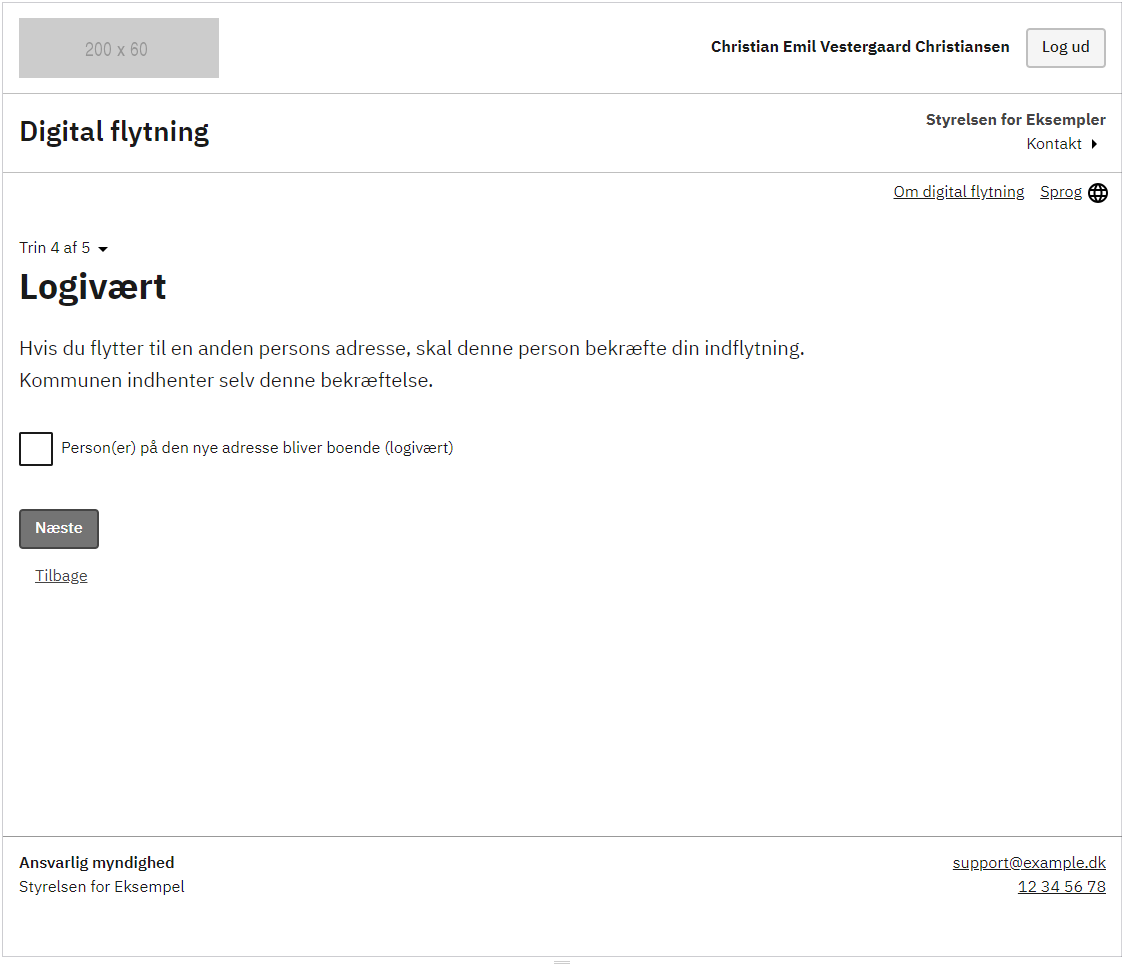 200 x 60
Christian Emil Vestergaard Christiansen
Log ud
Digital flytning
Styrelsen for Eksempler
Kontakt
Om digital flytning
Sprog
Trin 4 af 5
Logivært
Hvis du flytter til en anden persons adresse, skal denne person bekræfte din indflytning.
Kommunen indhenter selv denne bekræftelse.
Person(er) på den nye adresse bliver boende (logivært)
Næste
Tilbage
Ansvarlig myndighed
Styrelsen for Eksempel
support@example.dk
12 34 56 78